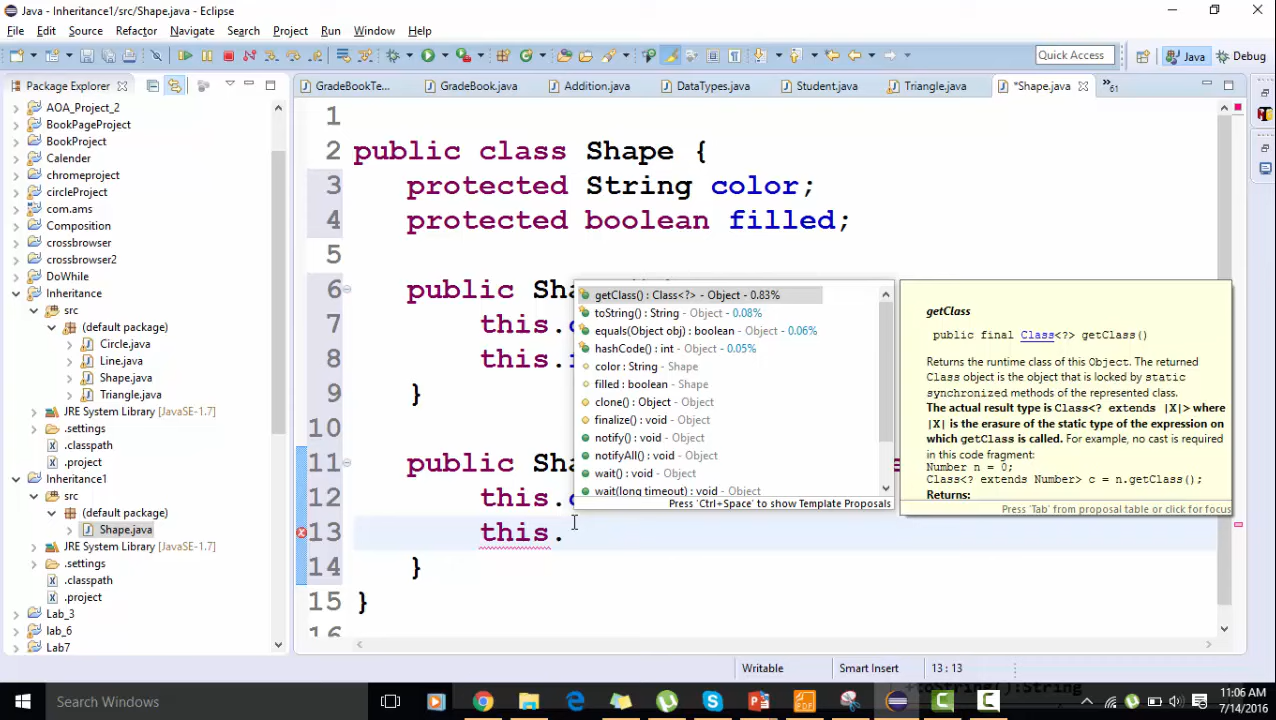 Java - Inheritance1/src/Shape.java - Eclipse
File Edit Source Refactor Navigate Search Project Run Window Help
Quick Access
Java
Debug
Package Explorer
GradeBookTe...
GradeBook.java
Addition.java
DataTypes.java
Student.java
Triangle.java
*Shape.java
»61
AOA_Project_2
BookPageProject
BookProject
Calender
chromeproject
circleProject
com.ams
Composition
crossbrowser
crossbrowser2
DoWhile
Inheritance
src
(default package)
Circle.java
Line.java
Shape.java
Triangle.java
JRE System Library [JavaSE-1.7]
.settings
.classpath
.project
Inheritance1
src
(default package)
Shape.java
JRE System Library [JavaSE-1.7]
.settings
.classpath
.project
Lab_3
lab_6
Lab7
1
2 public class Shape {
3 protected String color;
4 protected boolean filled;
5
6 public Sha
7 this.
8 this.
9 }
10
11 public Sha
12 this.
13 this.
14 }
15 }
16
getClass() : Class<?> - Object - 0.83%
toString() : String - Object - 0.08%
equals(Object obj) : boolean - Object - 0.06%
hashCode() : int - Object - 0.05%
color : String - Shape
filled : boolean - Shape
clone() : Object - Object
finalize() : void - Object
notify() : void - Object
notifyAll() : void - Object
wait() : void - Object
wait(long timeout) : void - Object
Press 'Ctrl+Space' to show Template Proposals
getClass
public final Class<?> getClass()
Returns the runtime class of this Object. The returned
Class object is the object that is locked by static
synchronized methods of the represented class.
The actual result type is Class<? extends |X|> where
|X| is the erasure of the static type of the expression on
which getClass is called. For example, no cast is required
in this code fragment:
Number n = 0;
Class<? extends Number> c = n.getClass();
Returns:
Press 'Tab' from proposal table or click for focus
Writable
Smart Insert
13 : 13
Search Windows
+toString():String
11:06 AM
7/14/2016